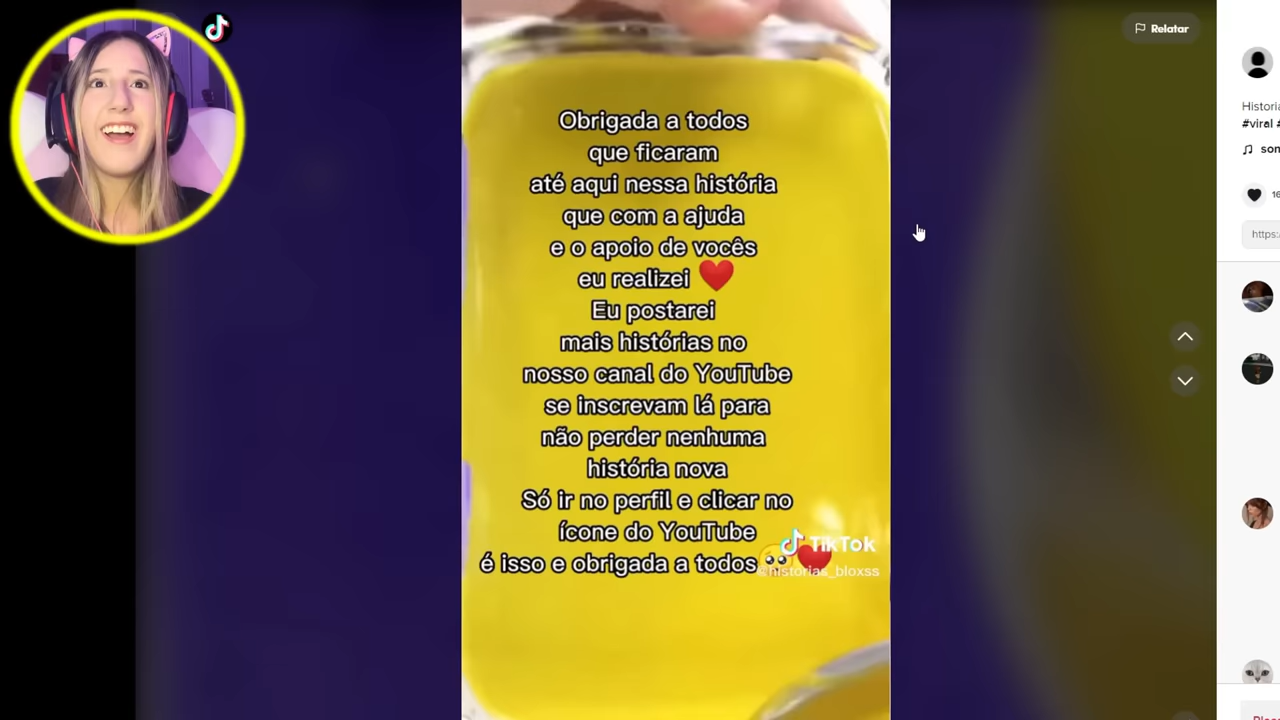 Relatar
Obrigada a todos
que ficaram
até aqui nessa história
que com a ajuda
e o apoio de vocês
eu realizei ❤️
Eu postarei
mais histórias no
nosso canal do YouTube
se inscrevam lá para
não perder nenhuma
história nova
Só ir no perfil e clicar no
ícone do YouTube
é isso e obrigada a todos 🥹❤️
TikTok
@historias_bloxss
#viral
https: